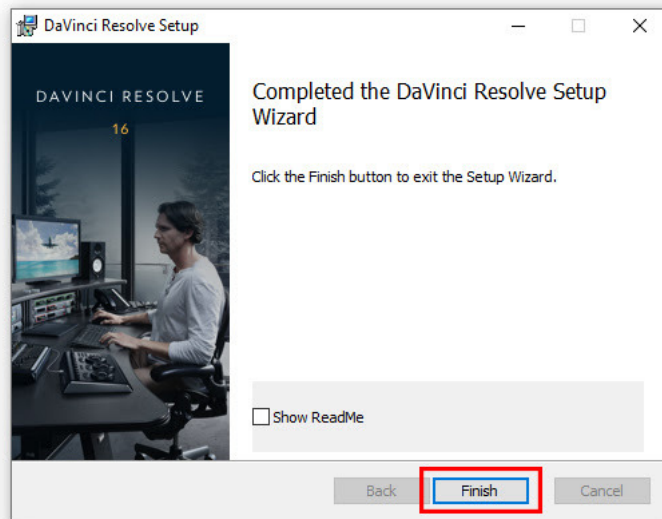 DaVinci Resolve Setup
DAVINCI RESOLVE
16
Completed the DaVinci Resolve Setup
Wizard
Click the Finish button to exit the Setup Wizard.
Show ReadMe
Back
Finish
Cancel